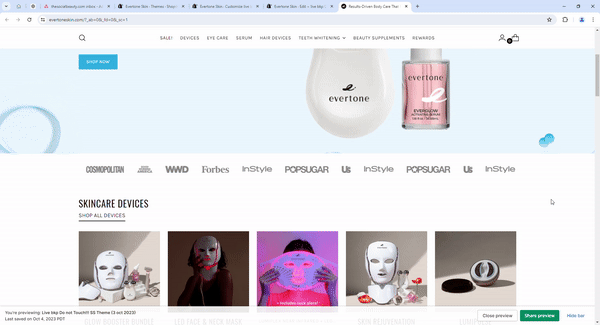 thesocialbeauty.com inbox
Evertone Skin · Themes · Shop
Evertone Skin · Customize Live
Evertone Skin · Edit
Results-Driven Body Care That
evertoneskin.com/?_ab=0&_fd=0&_sc=1
SALE!
DEVICES
EYE CARE
SERUM
HAIR DEVICES
TEETH WHITENING
BEAUTY SUPPLEMENTS
REWARDS
0
SHOP NOW
evertone
evertone
EVERGLOW
COSMOPOLITAN
WWD
Forbes
InStyle
POPSUGAR
Us
InStyle
POPSUGAR
Us
InStyle
SKINCARE DEVICES
SHOP ALL DEVICES
• Includes neck piece!
You're previewing: Live bkp Do not Touch!!! SS Theme (3 oct 2023)
Last saved on Oct 4, 2023 PDT
Close preview
Share preview
Hide bar